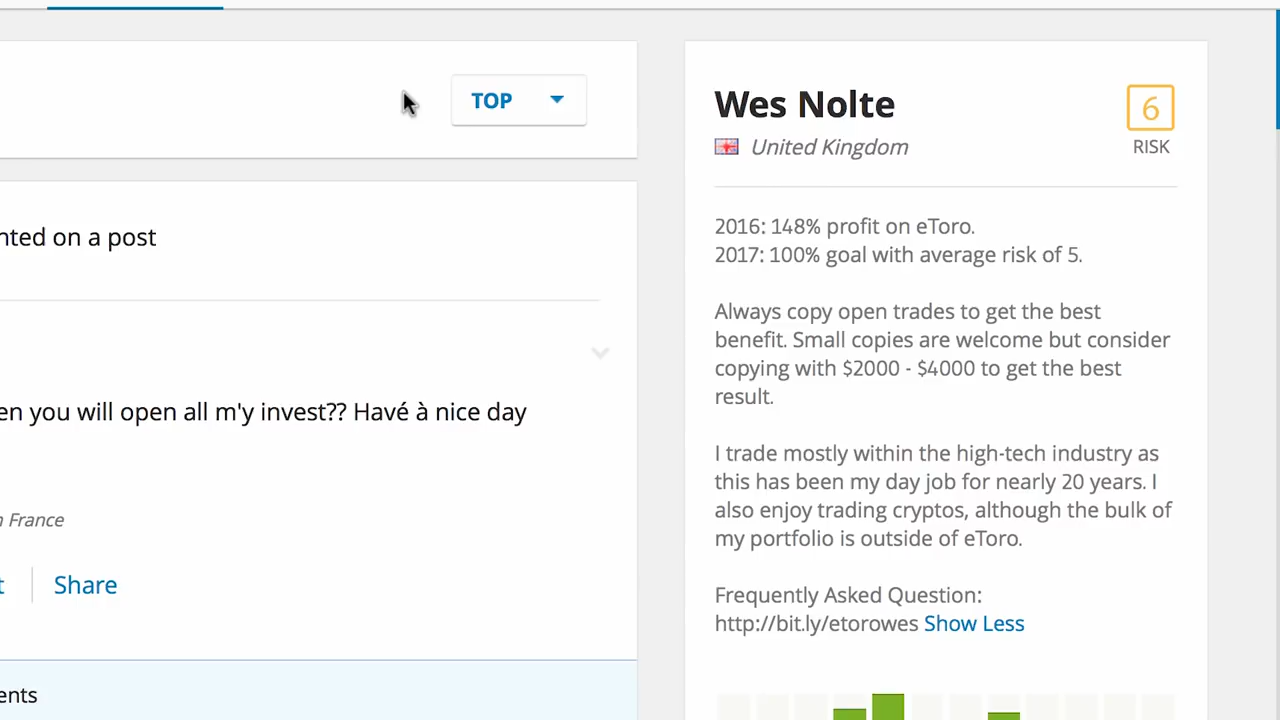 TOP
nted on a post
en you will open all m'y invest?? Havé à nice day
France
Share
ents
Wes Nolte
6
United Kingdom
RISK
2016: 148% profit on eToro.
2017: 100% goal with average risk of 5.
Always copy open trades to get the best
benefit. Small copies are welcome but consider
copying with $2000 - $4000 to get the best
result.
I trade mostly within the high-tech industry as
this has been my day job for nearly 20 years. I
also enjoy trading cryptos, although the bulk of
my portfolio is outside of eToro.
Frequently Asked Question:
http://bit.ly/etorowes Show Less